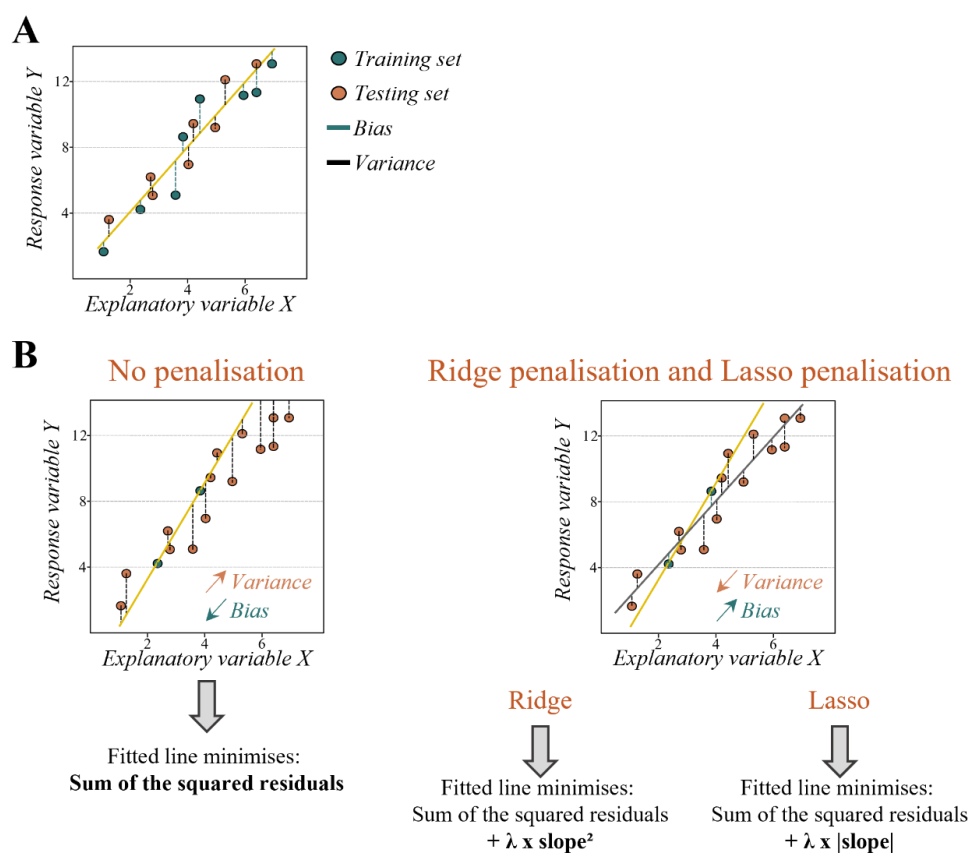 A
Response variable Y
12
8
4
2
4
6
Explanatory variable X
Training set
Testing set
Bias
Variance
B
No penalisation
Response variable Y
12
8
4
2
4
6
Variance
Bias
Explanatory variable X
Fitted line minimises:
Sum of the squared residuals
Ridge penalisation and Lasso penalisation
Response variable Y
12
8
4
2
4
6
Variance
Bias
Explanatory variable X
Ridge
Fitted line minimises:
Sum of the squared residuals
+ λ x slope²
Lasso
Fitted line minimises:
Sum of the squared residuals
+ λ x |slope|